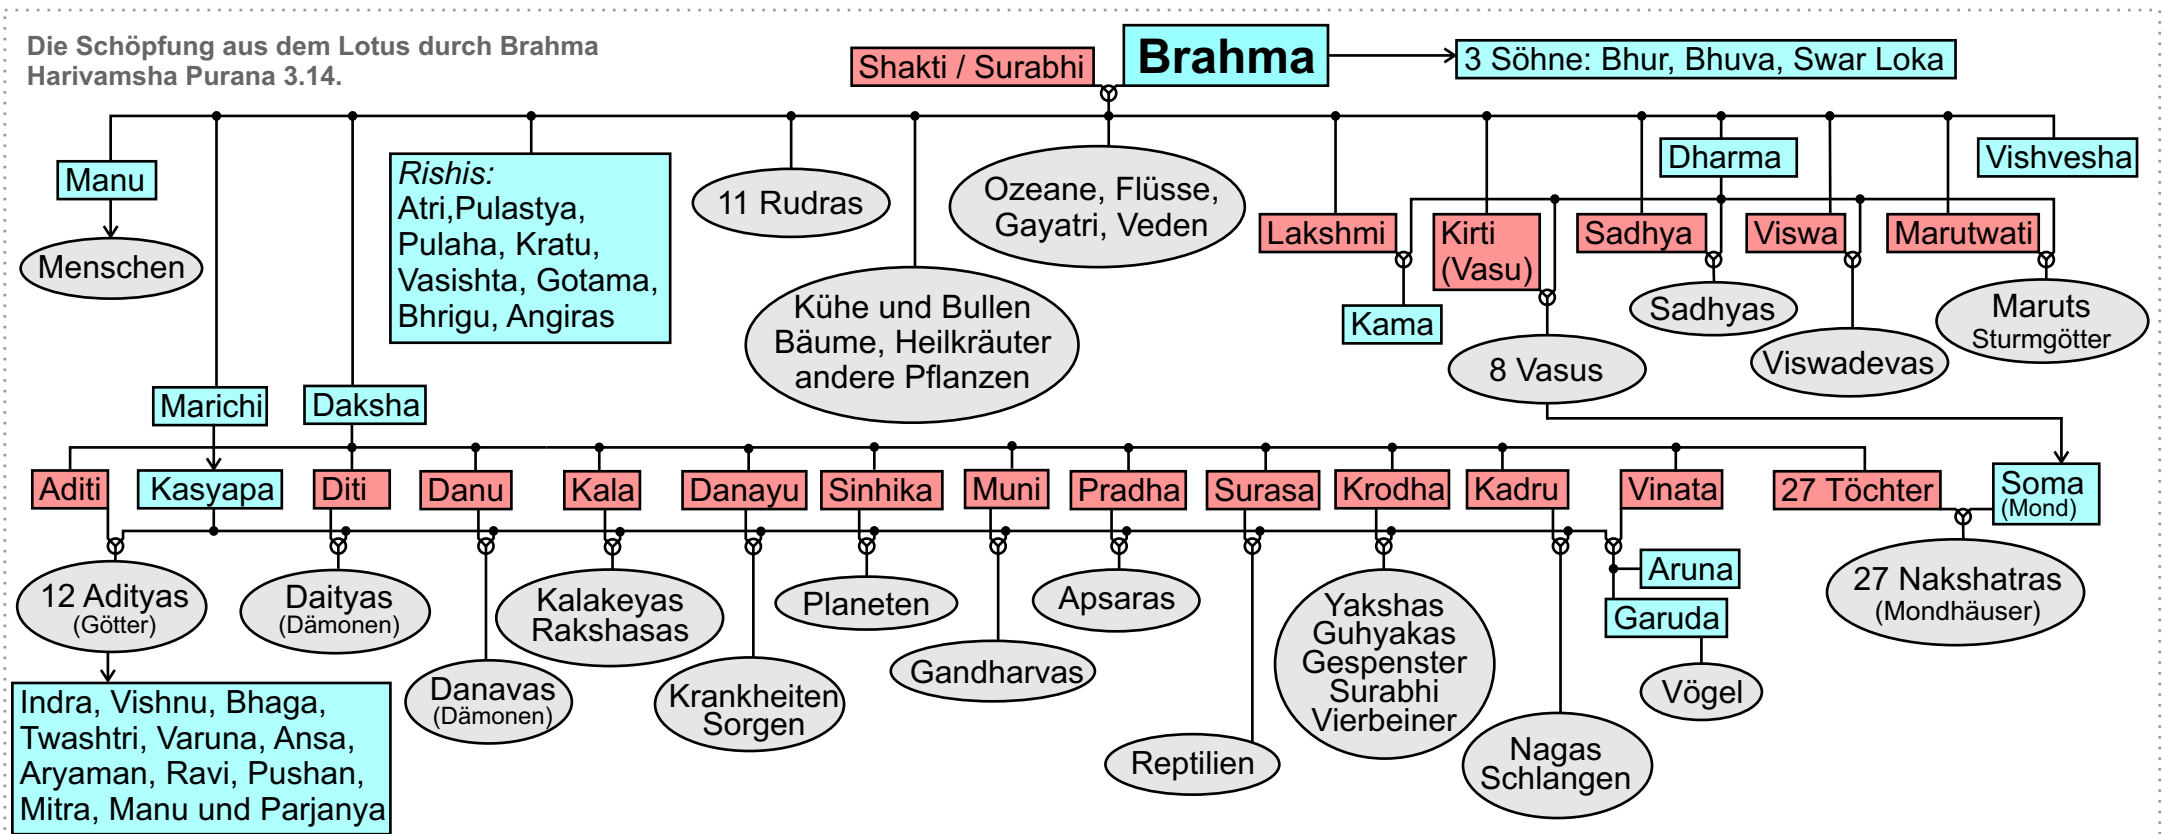 Die Schöpfung aus dem Lotus durch Brahma
Harivamsha Purana 3.14.
Shakti / Surabhi
Brahma
3 Söhne: Bhur, Bhuva, Swar Loka
Manu
Menschen
Rishis:
Atri,Pulastya,
Pulaha, Kratu,
Vasishta, Gotama,
Bhrigu, Angiras
11 Rudras
Kühe und Bullen
Bäume, Heilkräuter
andere Pflanzen
Ozeane, Flüsse,
Gayatri, Veden
Dharma
Vishvesha
Lakshmi
Kirti
(Vasu)
Sadhya
Viswa
Marutwati
Kama
8 Vasus
Sadhyas
Viswadevas
Maruts
Sturmgötter
Marichi
Daksha
Aditi
Kasyapa
Diti
Danu
Kala
Danayu
Sinhika
Muni
Pradha
Surasa
Krodha
Kadru
Vinata
27 Töchter
Soma
(Mond)
12 Adityas
(Götter)
Daityas
(Dämonen)
Danavas
(Dämonen)
Kalakeyas
Rakshasas
Krankheiten
Sorgen
Planeten
Gandharvas
Apsaras
Reptilien
Yakshas
Guhyakas
Gespenster
Surabhi
Vierbeiner
Nagas
Schlangen
Aruna
Garuda
Vögel
27 Nakshatras
(Mondhäuser)
Indra, Vishnu, Bhaga,
Twashtri, Varuna, Ansa,
Aryaman, Ravi, Pushan,
Mitra, Manu und Parjanya